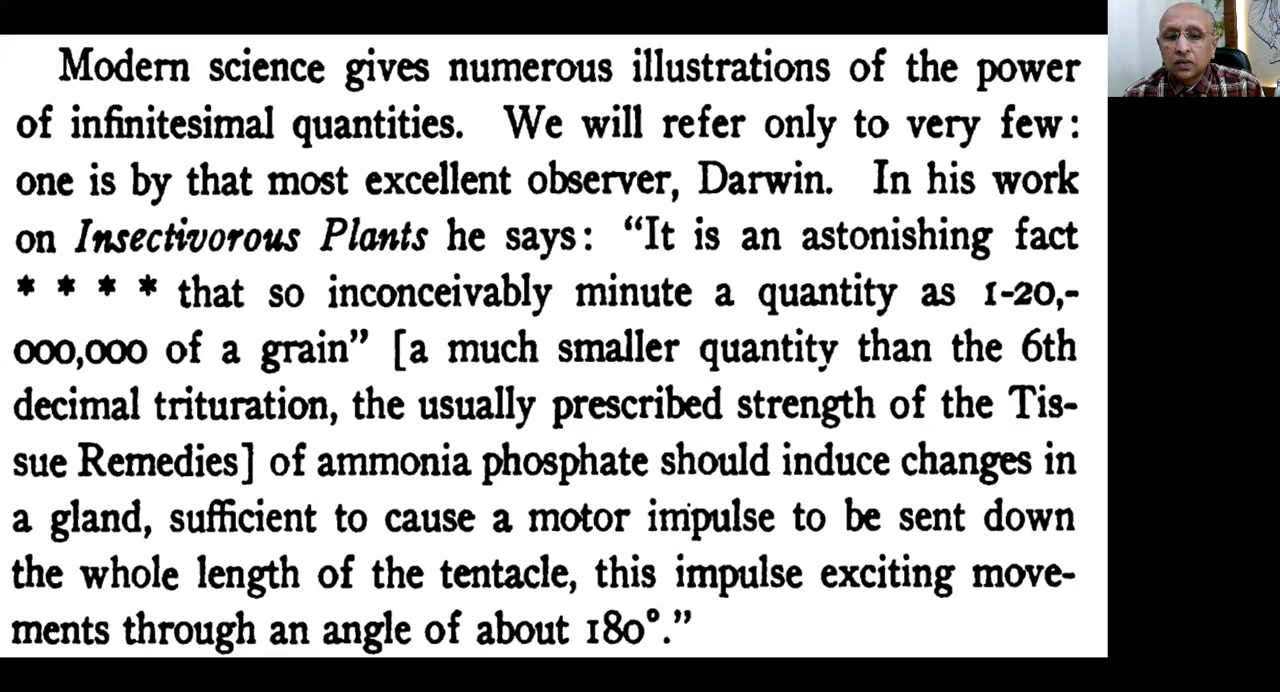 Modern science gives numerous illustrations of the power
of infinitesimal quantities. We will refer only to very few:
one is by that most excellent observer, Darwin. In his work
on Insectivorous Plants he says: “It is an astonishing fact
* * * * that so inconceivably minute a quantity as 1-20,-
000,000 of a grain” [a much smaller quantity than the 6th
decimal trituration, the usually prescribed strength of the Tis-
sue Remedies] of ammonia phosphate should induce changes in
a gland, sufficient to cause a motor impulse to be sent down
the whole length of the tentacle, this impulse exciting move-
ments through an angle of about 180°.”